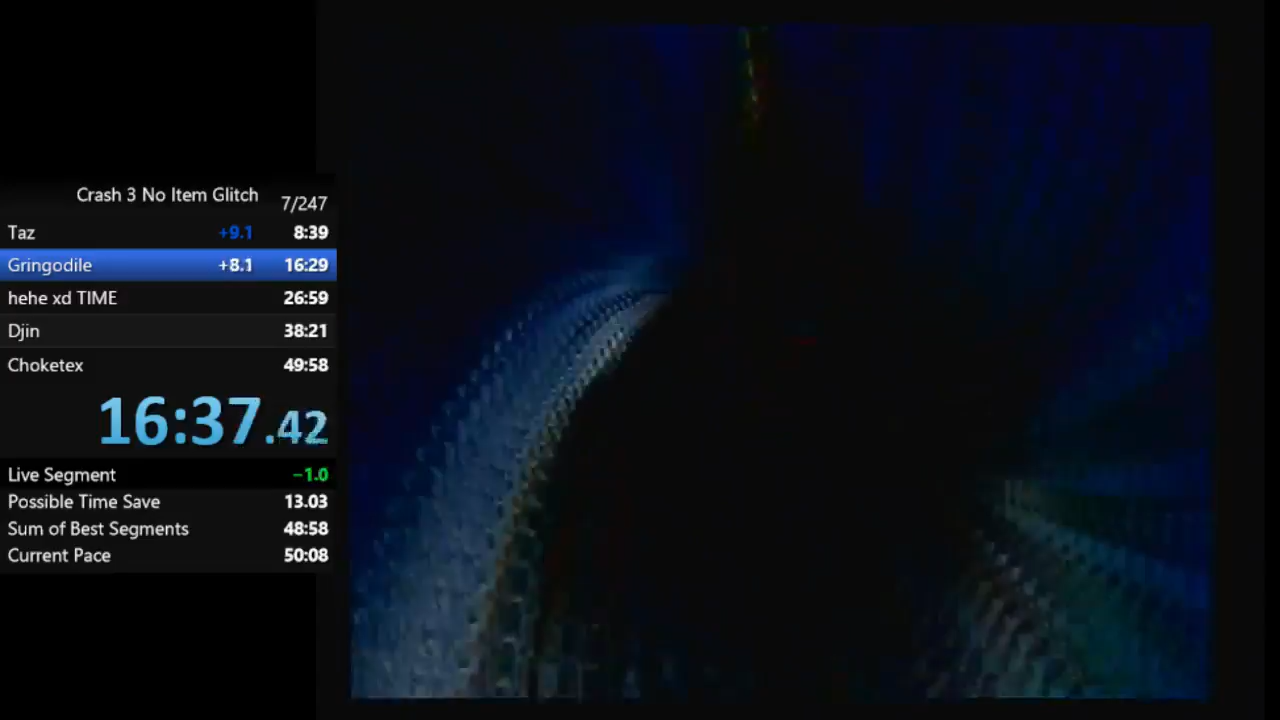 Crash 3 No Item Glitch 7/247
Taz +9.1 8:39
Gringodile +8.1 16:29
hehe xd TIME 26:59
Djin 38:21
Choketex 49:58
16:37.42
Live Segment −1.0
Possible Time Save 13.03
Sum of Best Segments 48:58
Current Pace 50:08